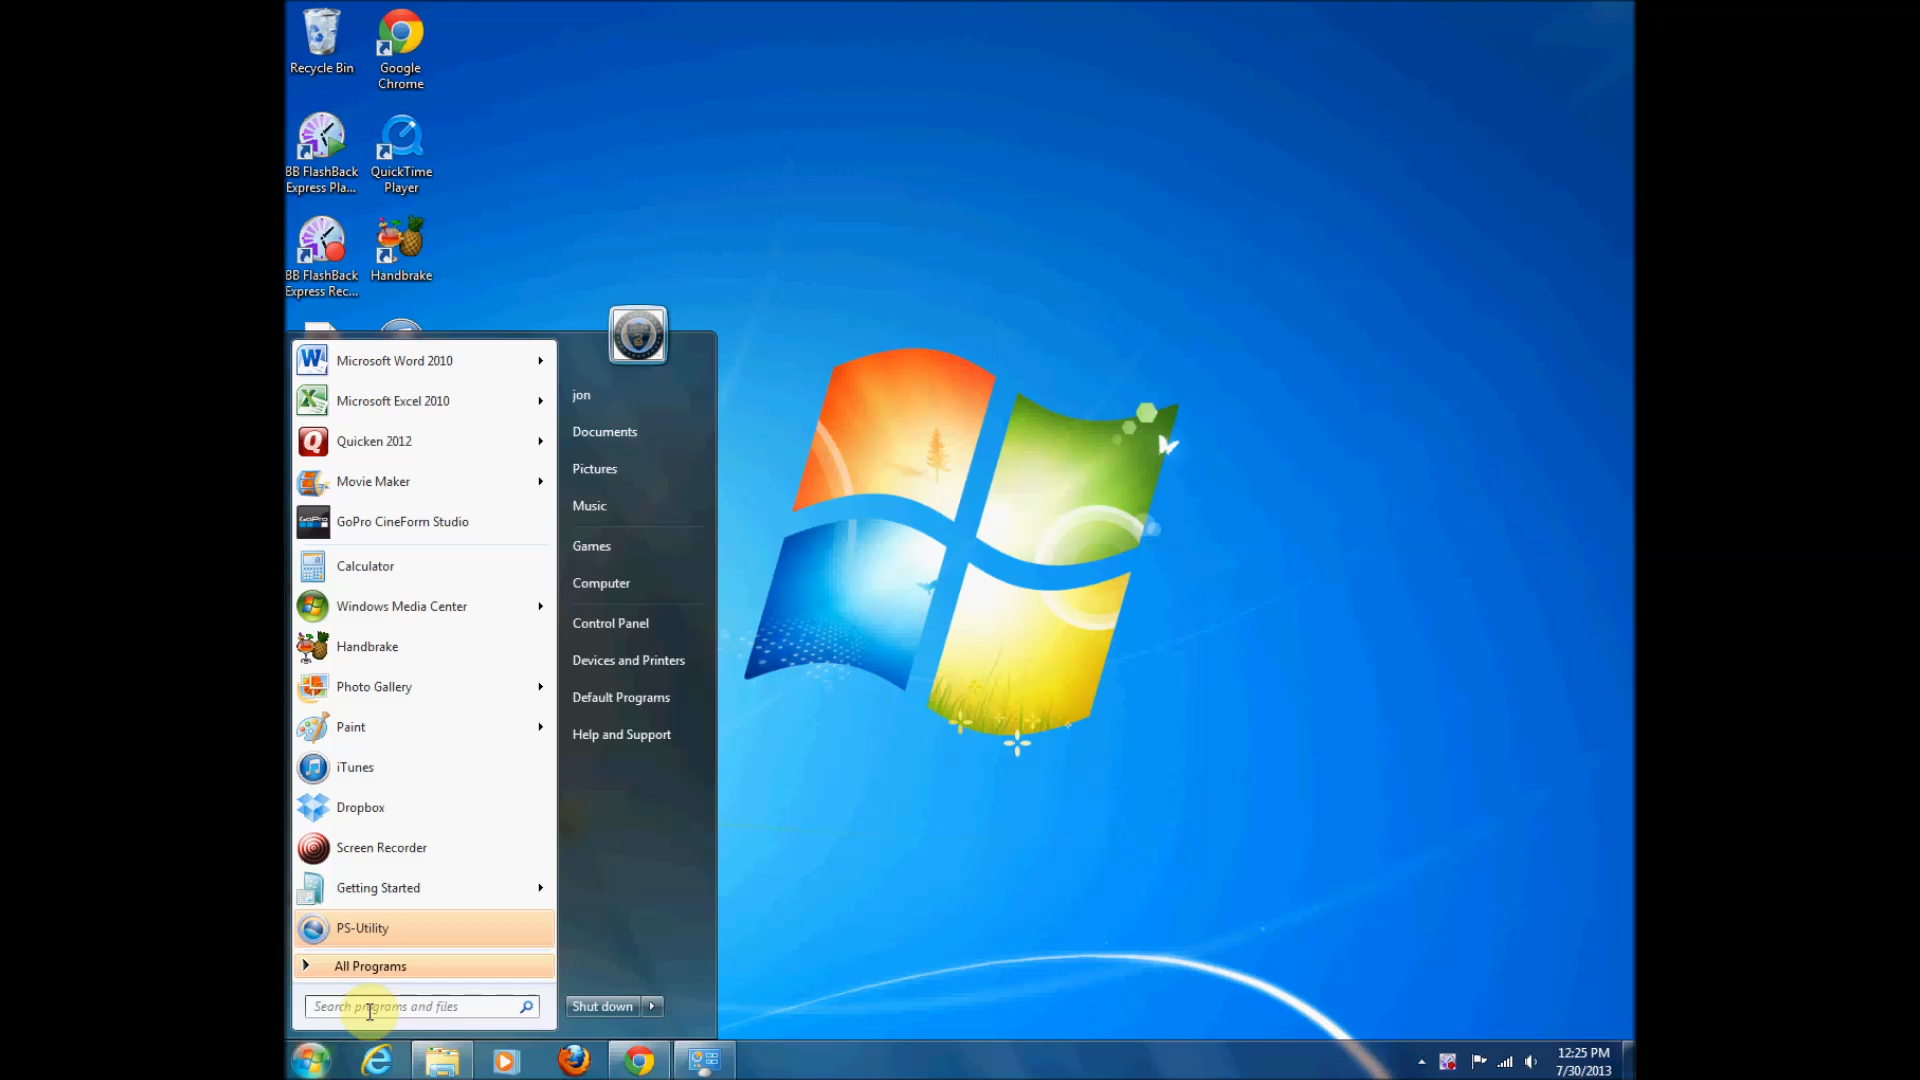 Recycle Bin
Google
Chrome
BB FlashBack
Express Pla...
QuickTime
Player
BB FlashBack
Express Rec...
Handbrake
Microsoft Word 2010
Microsoft Excel 2010
Quicken 2012
Movie Maker
GoPro
GoPro CineForm Studio
Calculator
Windows Media Center
Handbrake
Photo Gallery
Paint
iTunes
Dropbox
Screen Recorder
Getting Started
PS-Utility
All Programs
Search programs and files
jon
Documents
Pictures
Music
Games
Computer
Control Panel
Devices and Printers
Default Programs
Help and Support
Shut down
12:25 PM
7/30/2013